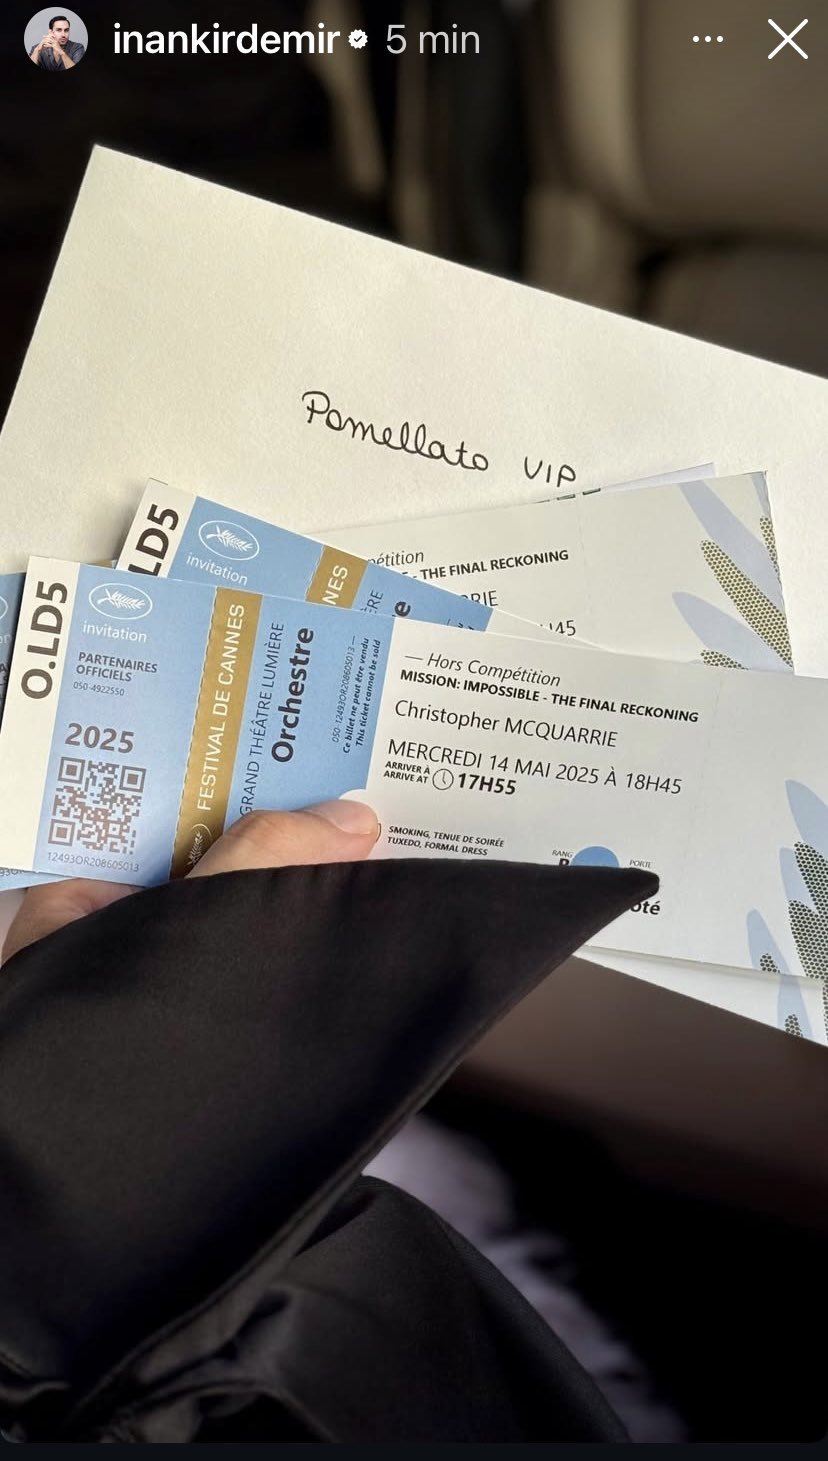 inankirdemir 5 min
Pomellato VIP
LD5
invitation
NES
THE FINAL RECKONING
O.LD5
invitation
PARTENAIRES
OFFICIELS
050-4922550
2025
12493OR208605013
FESTIVAL DE CANNES
GRAND THÉÂTRE LUMIÈRE
Orchestre
050-12493OR208605013 —
Ce billet ne peut être vendu
This ticket cannot be sold
— Hors Compétition
MISSION: IMPOSSIBLE - THE FINAL RECKONING
Christopher MCQUARRIE
MERCREDI 14 MAI 2025 À 18H45
ARRIVER À
ARRIVE AT 17H55
SMOKING, TENUE DE SOIRÉE
TUXEDO, FORMAL DRESS
RANG
PORTE